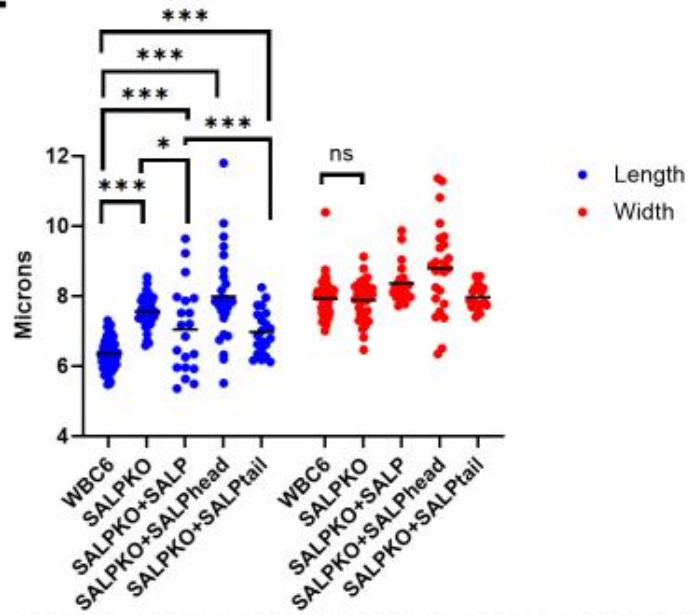 ***
***
***
***
*
***
ns
12
10
8
6
4
Microns
Length
Width
WBC6
SALPKO
SALPKO+SALP
SALPKO+SALPhead
SALPKO+SALPtail
WBC6
SALPKO
SALPKO+SALP
SALPKO+SALPhead
SALPKO+SALPtail